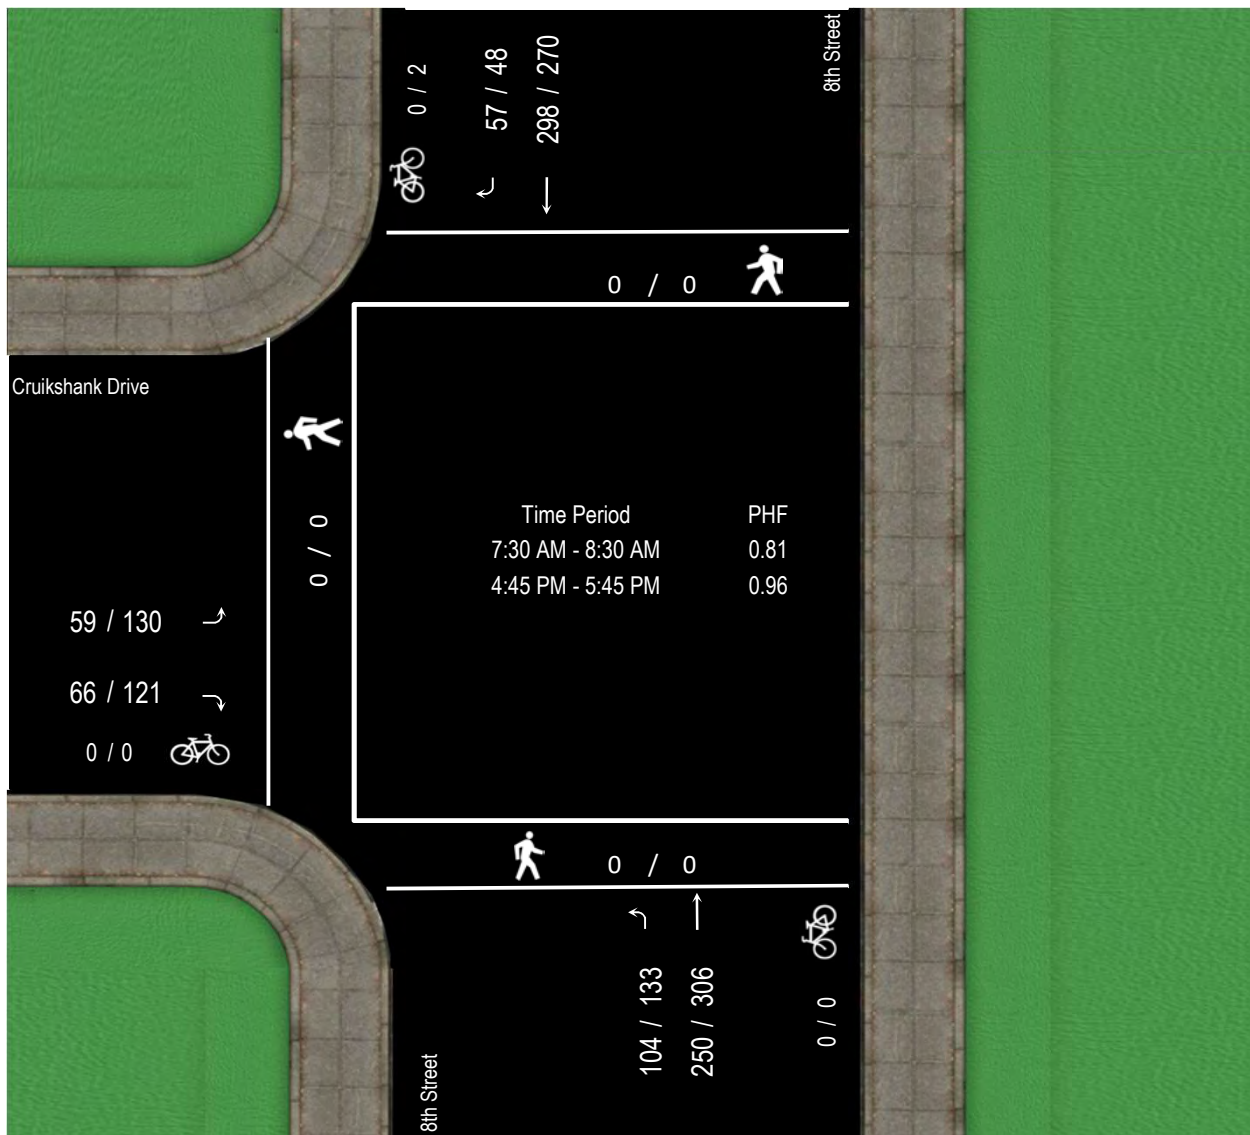 8th Street
0 / 2
57 / 48
298 / 270
0 / 0
Cruikshank Drive
0 / 0
Time Period PHF
7:30 AM - 8:30 AM 0.81
4:45 PM - 5:45 PM 0.96
59 / 130
66 / 121
0 / 0
0 / 0
104 / 133
250 / 306
0 / 0
8th Street